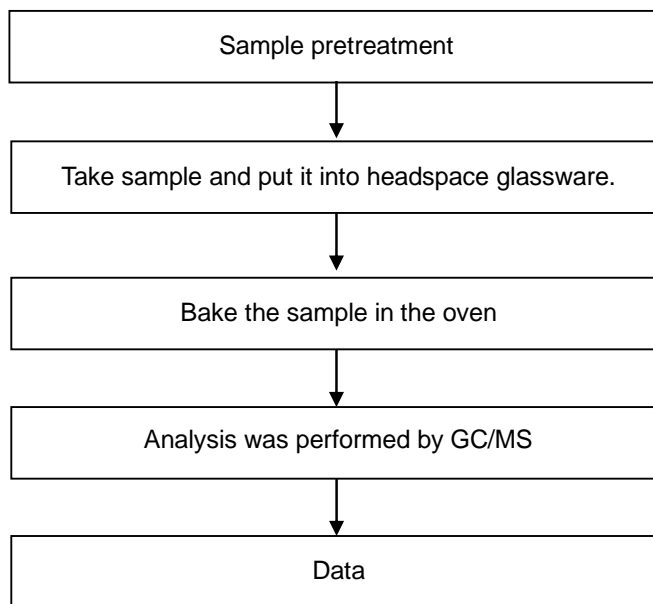 Sample pretreatment
Take sample and put it into headspace glassware.
Bake the sample in the oven
Analysis was performed by GC/MS
Data